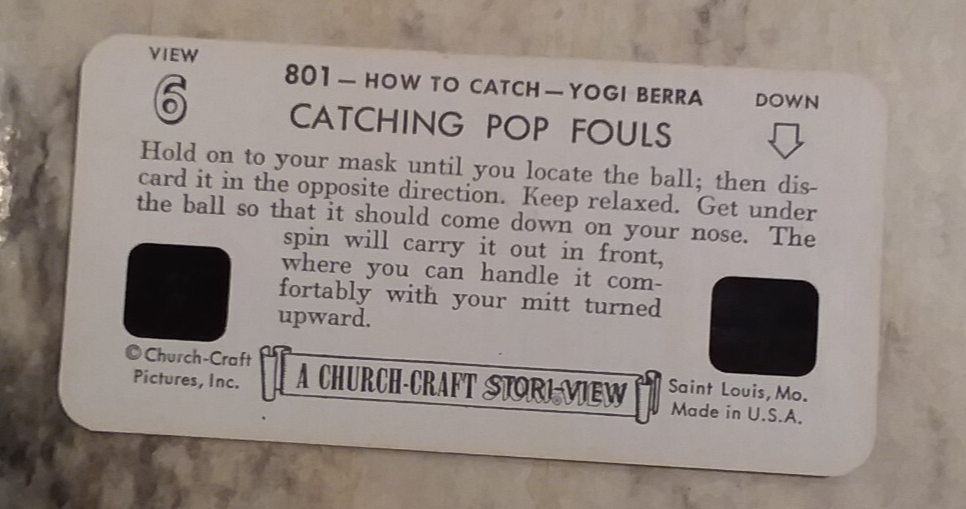 VIEW
6
801 — HOW TO CATCH — YOGI BERRA
DOWN
CATCHING POP FOULS
Hold on to your mask until you locate the ball; then dis-
card it in the opposite direction. Keep relaxed. Get under
the ball so that it should come down on your nose. The
spin will carry it out in front,
where you can handle it com-
fortably with your mitt turned
upward.
© Church-Craft
Pictures, Inc.
A CHURCH-CRAFT STORI-VIEW
Saint Louis, Mo.
Made in U.S.A.